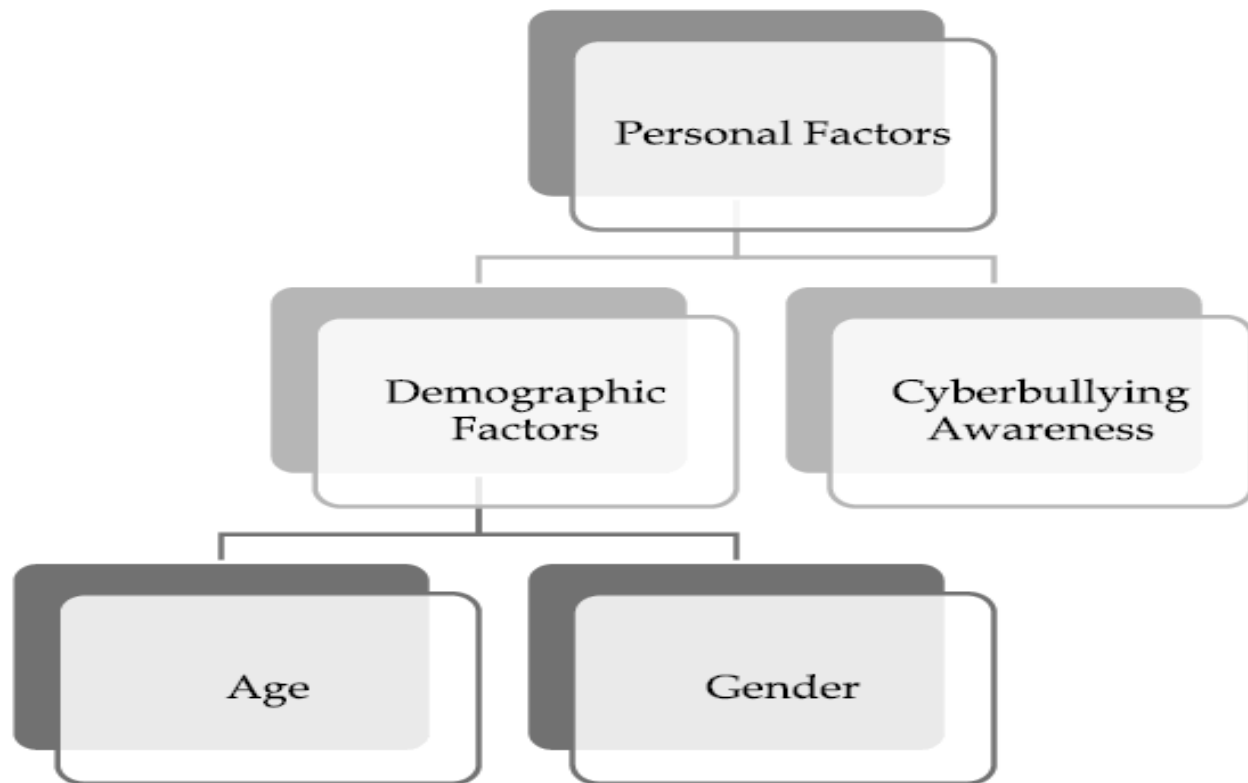 Personal Factors
Demographic
Factors
Cyberbullying
Awareness
Age
Gender